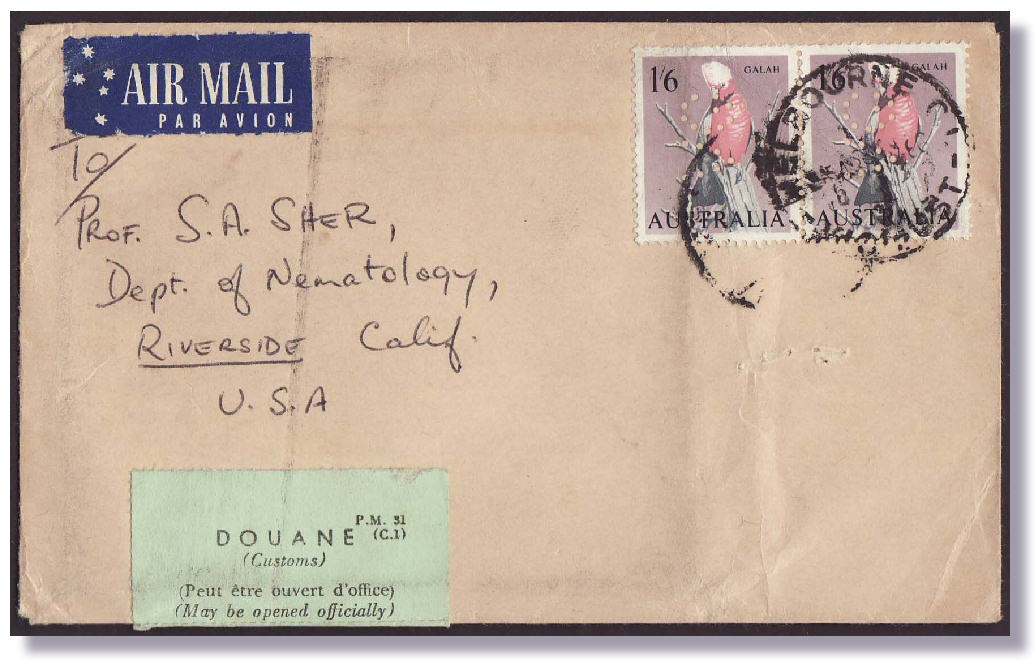 AIR MAIL
PAR AVION
1/6 GALAH
AUSTRALIA
1/6 GALAH
AUSTRALIA
MELBOURNE
To/
PROF. S.A. SHER,
Dept. of Nematology,
RIVERSIDE Calif.
U.S.A
P.M. 31
DOUANE (C.1)
(Customs)
(Peut être ouvert d'office)
(May be opened officially)